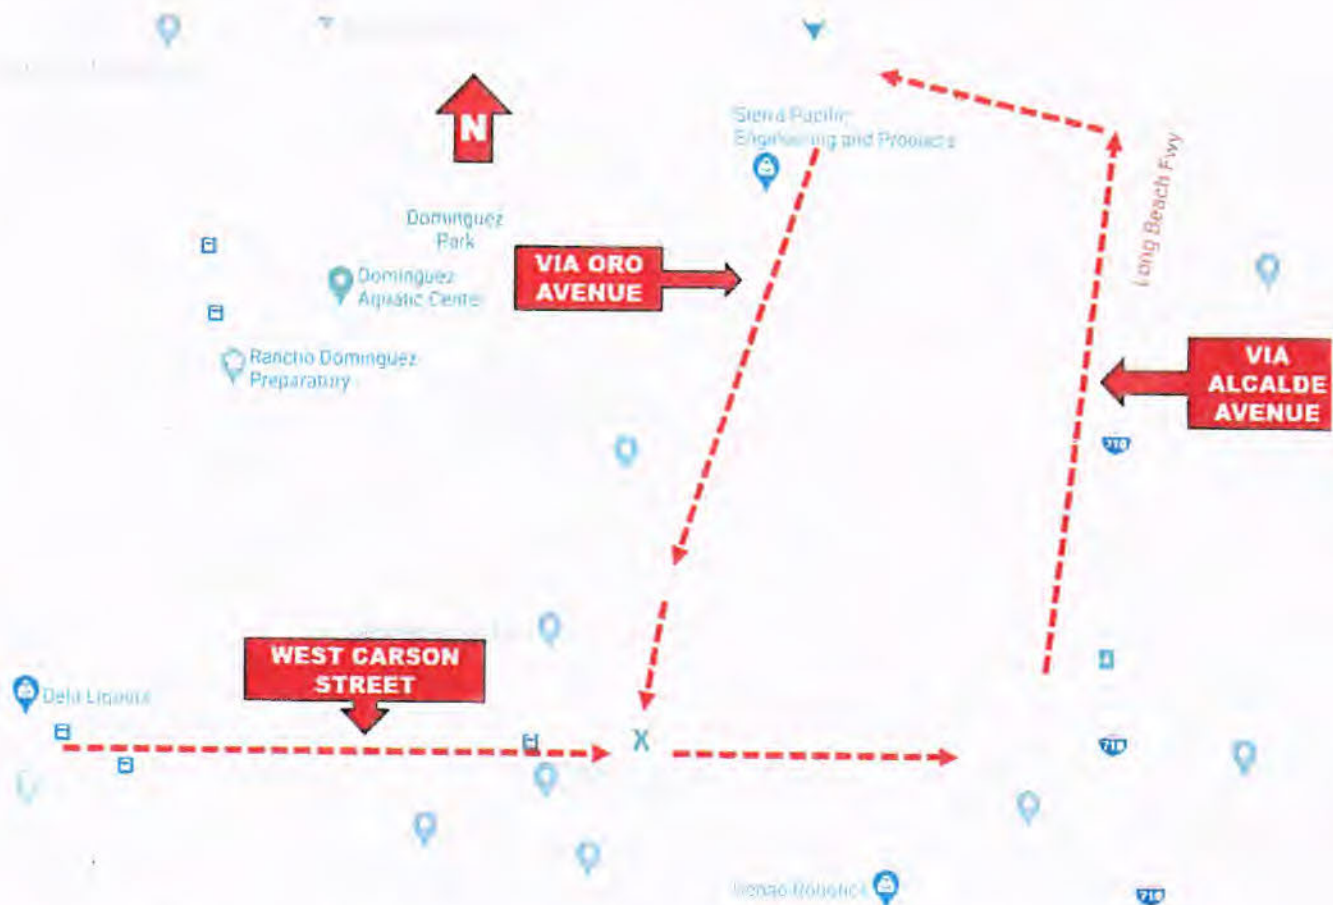 N
Sierra Pacific
Engineering and Products
Long Beach Fwy
Dominguez
Park
VIA ORO
AVENUE
Dominguez
Aquatic Center
Rancho Dominguez
Preparatory
VIA
ALCALDE
AVENUE
710
WEST CARSON
STREET
X
710
710